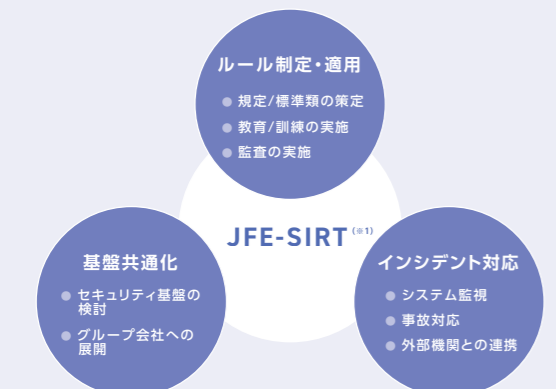 ルール制定・適用
● 規定/標準類の策定
● 教育/訓練の実施
● 監査の実施
JFE-SIRT(※1)
基盤共通化
● セキュリティ基盤の
検討
● グループ会社への
展開
インシデント対応
● システム監視
● 事故対応
● 外部機関との連携